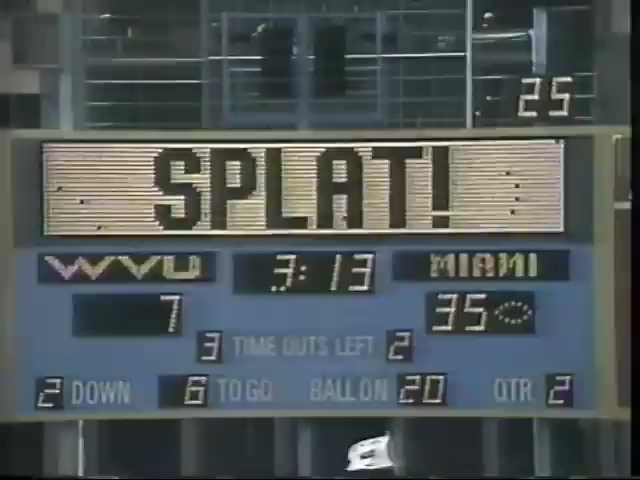 25
SPLAT!
WVU 3:13 MIAMI
7 35
3 TIME OUTS LEFT 2
2 DOWN 6 TO GO BALL ON 20 QTR 2